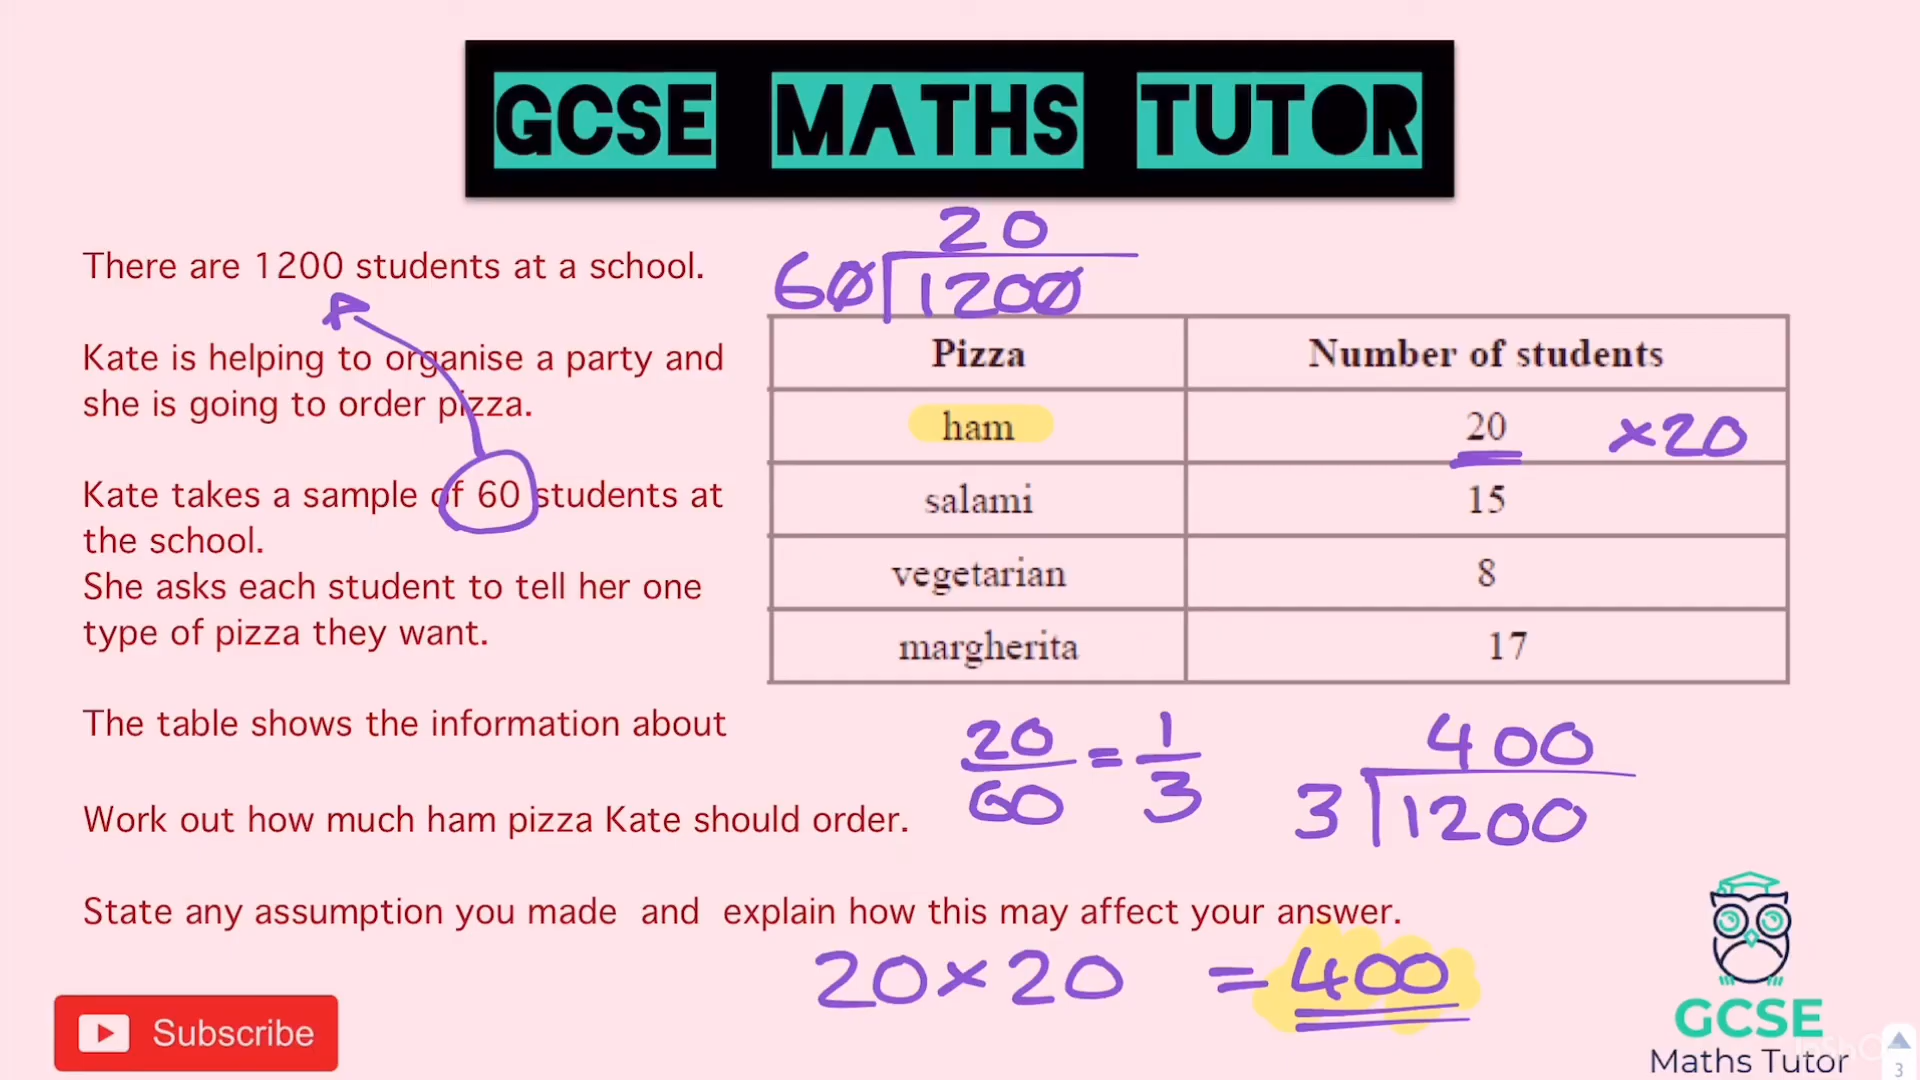 GCSE MATHS TUTOR
There are 1200 students at a school.
Kate is helping to organise a party and
she is going to order pizza.
Kate takes a sample of 60 students at
the school.
She asks each student to tell her one
type of pizza they want.
The table shows the information about
Work out how much ham pizza Kate should order.
State any assumption you made and explain how this may affect your answer.
20
60 1200
Pizza Number of students
ham 20 ×20
salami 15
vegetarian 8
margherita 17
20/60 = 1/3
400
3 1200
20 × 20 = 400
Subscribe
GCSE
Maths Tutor
3